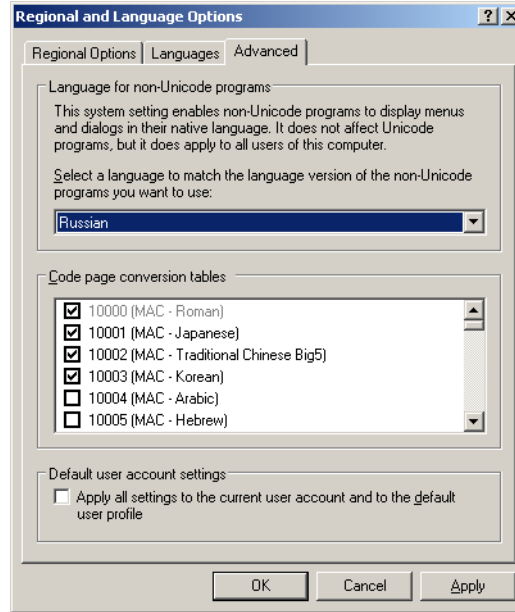 Regional and Language Options
Regional Options Languages Advanced
Language for non-Unicode programs
This system setting enables non-Unicode programs to display menus
and dialogs in their native language. It does not affect Unicode
programs, but it does apply to all users of this computer.
Select a language to match the language version of the non-Unicode
programs you want to use:
Russian
Code page conversion tables
10000 (MAC - Roman)
10001 (MAC - Japanese)
10002 (MAC - Traditional Chinese Big5)
10003 (MAC - Korean)
10004 (MAC - Arabic)
10005 (MAC - Hebrew)
Default user account settings
Apply all settings to the current user account and to the default
user profile
OK Cancel Apply